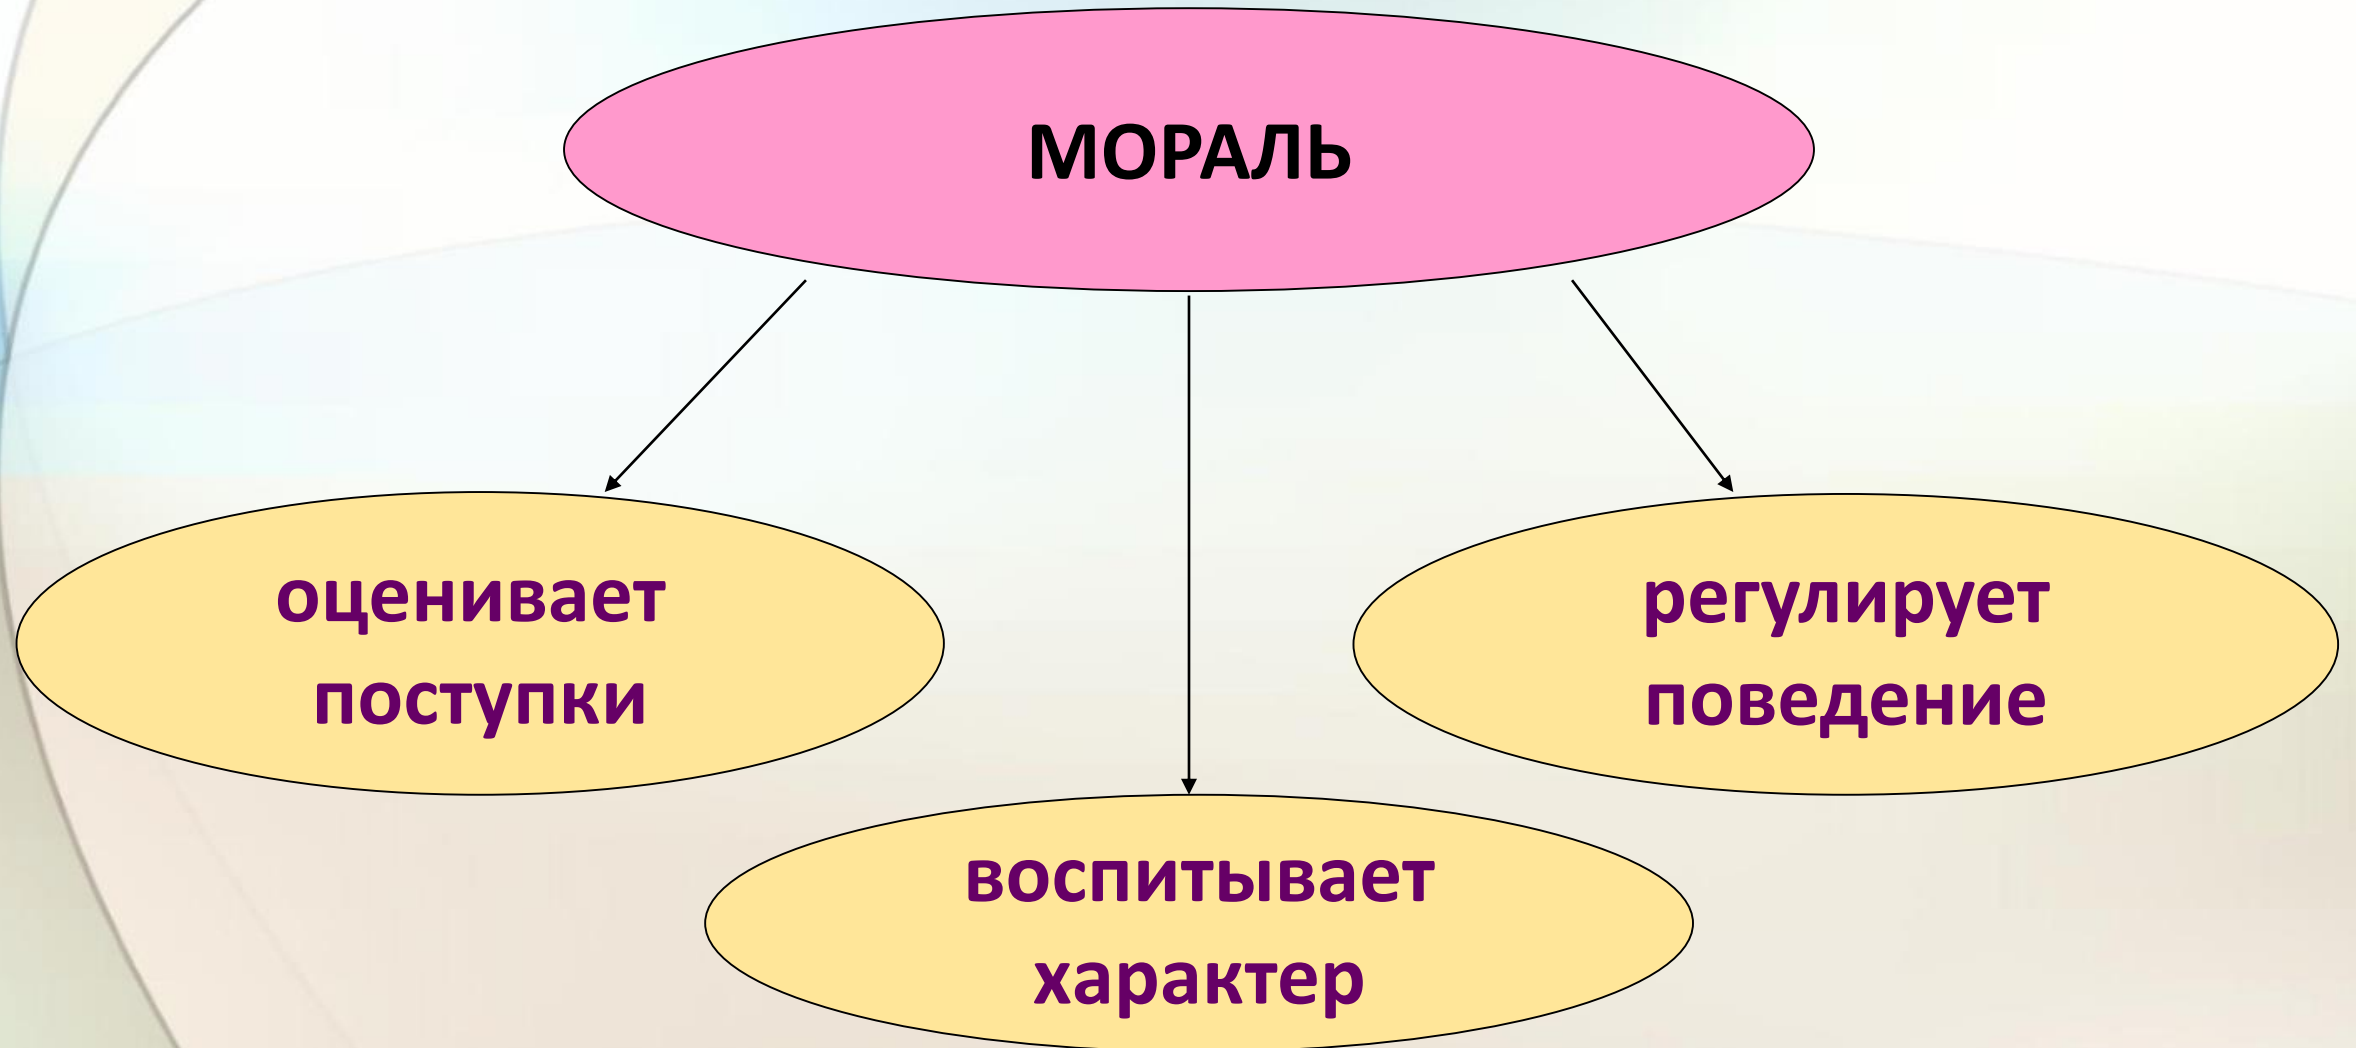 МОРАЛЬ
оценивает
поступки
регулирует
поведение
воспитывает
характер